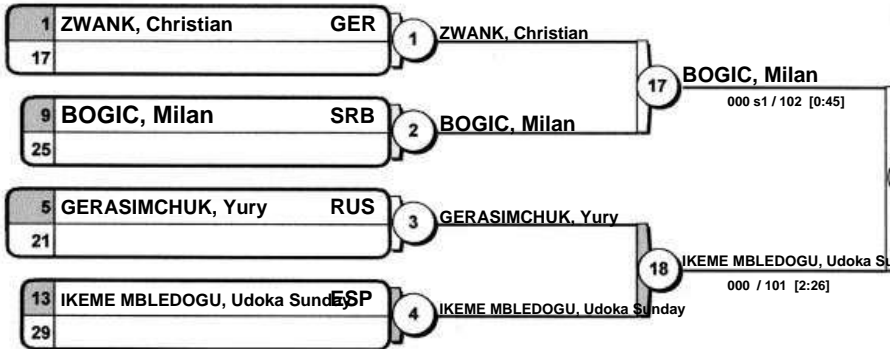 1 ZWANK, Christian GER
17
1 ZWANK, Christian
9 BOGIC, Milan SRB
25
2 BOGIC, Milan
17 BOGIC, Milan
000 s1 / 102 [0:45]
5 GERASIMCHUK, Yury RUS
21
3 GERASIMCHUK, Yury
13 IKEME MBLEDOGU, Udoka Sunday ESP
29
4 IKEME MBLEDOGU, Udoka Sunday
18 IKEME MBLEDOGU, Udoka Su
000 / 101 [2:26]